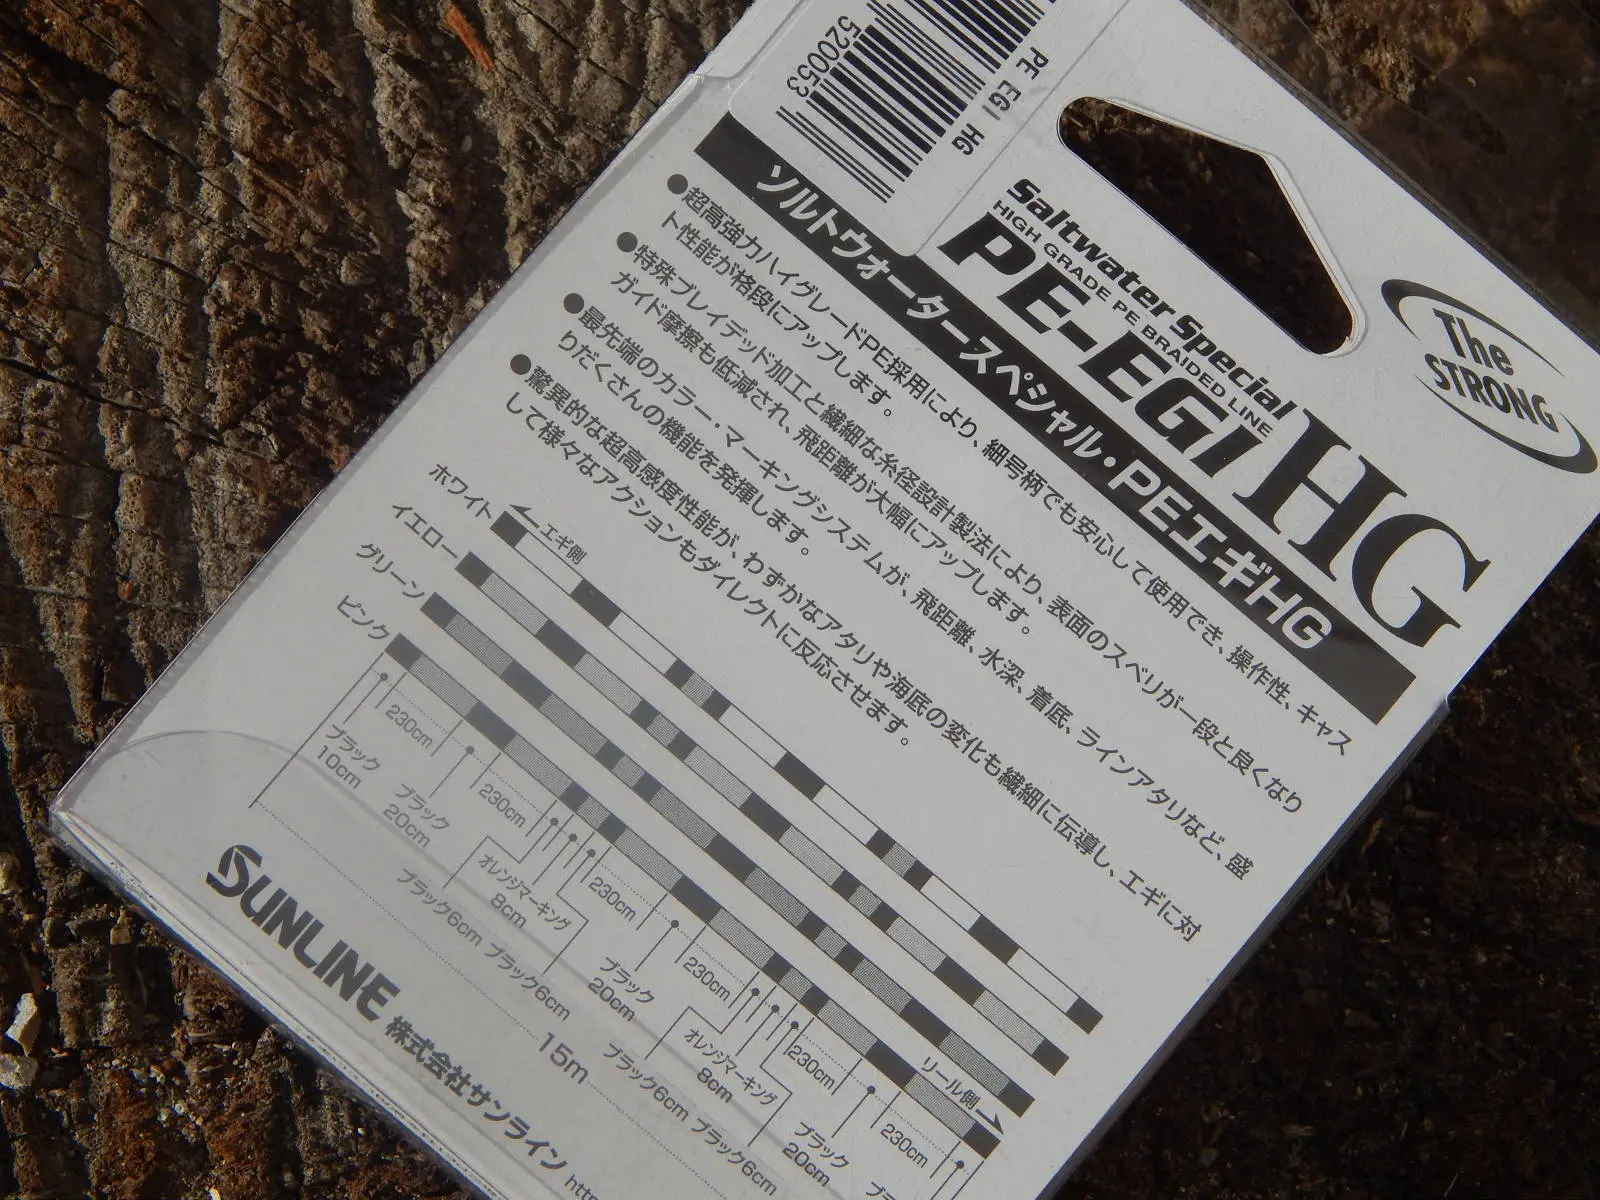 520053
PE EGI HG
Saltwater Special
HIGH GRADE PE BRAIDED LINE
PE-EGI HG
The
STRONG
ソルトウォータースペシャル・PEエギHG
●超高強力ハイグレードPE採用により、細号柄でも安心して使用でき、操作性、キャス
ト性能が格段にアップします。
●特殊ブレイデッド加工と繊細な糸径設計製法により、表面のスベリが一段と良くなり
ガイド摩擦も低減され、飛距離が大幅にアップします。
●最先端のカラー・マーキングシステムが、飛距離、水深、着底、ラインアタリなど、盛
りだくさんの機能を発揮します。
●驚異的な超高感度性能が、わずかなアタリや海底の変化も繊細に伝導し、エギに対
して様々なアクションもダイレクトに反応させます。
エギ側
ホワイト
イエロー
グリーン
ピンク
リール側
230cm
230cm
230cm
230cm
230cm
230cm
ブラック
10cm
ブラック
20cm
ブラック6cm
オレンジマーキング
8cm
ブラック6cm
ブラック
20cm
ブラック6cm
オレンジマーキング
8cm
ブラック6cm
ブラック
20cm
15m
SUNLINE 株式会社サンライン